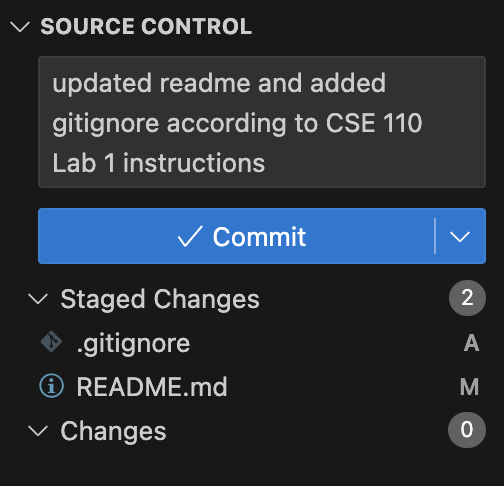 SOURCE CONTROL
updated readme and added
gitignore according to CSE 110
Lab 1 instructions
Commit
Staged Changes 2
.gitignore A
README.md M
Changes 0